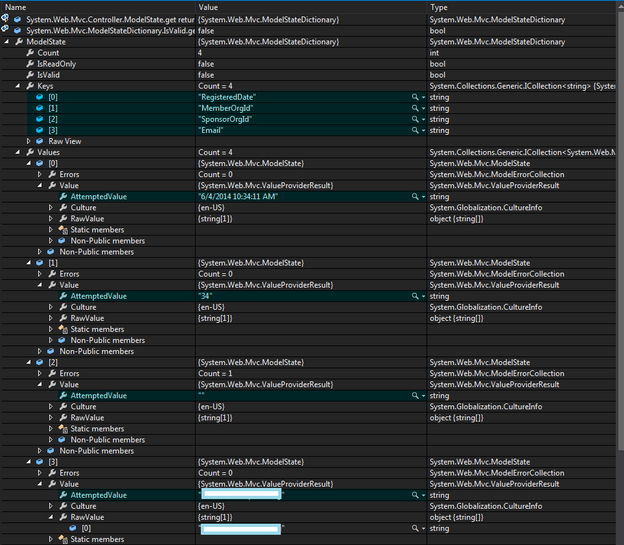 Name Value Type
System.Web.Mvc.Controller.ModelState.get return {System.Web.Mvc.ModelStateDictionary} System.Web.Mvc.ModelStateDictionary
System.Web.Mvc.ModelStateDictionary.IsValid.ge false bool
ModelState {System.Web.Mvc.ModelStateDictionary} System.Web.Mvc.ModelStateDictionary
Count 4 int
IsReadOnly false bool
IsValid false bool
Keys Count = 4 System.Collections.Generic.ICollection<string> {System
[0] "RegisteredDate" string
[1] "MemberOrgId" string
[2] "SponsorOrgId" string
[3] "Email" string
Raw View
Values Count = 4 System.Collections.Generic.ICollection<System.Web.M
[0] {System.Web.Mvc.ModelState} System.Web.Mvc.ModelState
Errors Count = 0 System.Web.Mvc.ModelErrorCollection
Value {System.Web.Mvc.ValueProviderResult} System.Web.Mvc.ValueProviderResult
AttemptedValue "6/4/2014 10:34:11 AM" string
Culture {en-US} System.Globalization.CultureInfo
RawValue {string[1]} object {string[]}
Static members
Non-Public members
Non-Public members
[1] {System.Web.Mvc.ModelState} System.Web.Mvc.ModelState
Errors Count = 0 System.Web.Mvc.ModelErrorCollection
Value {System.Web.Mvc.ValueProviderResult} System.Web.Mvc.ValueProviderResult
AttemptedValue "34" string
Culture {en-US} System.Globalization.CultureInfo
RawValue {string[1]} object {string[]}
Static members
Non-Public members
Non-Public members
[2] {System.Web.Mvc.ModelState} System.Web.Mvc.ModelState
Errors Count = 1 System.Web.Mvc.ModelErrorCollection
Value {System.Web.Mvc.ValueProviderResult} System.Web.Mvc.ValueProviderResult
AttemptedValue "" string
Culture {en-US} System.Globalization.CultureInfo
RawValue {string[1]} object {string[]}
Static members
Non-Public members
Non-Public members
[3] {System.Web.Mvc.ModelState} System.Web.Mvc.ModelState
Errors Count = 0 System.Web.Mvc.ModelErrorCollection
Value {System.Web.Mvc.ValueProviderResult} System.Web.Mvc.ValueProviderResult
AttemptedValue " " string
Culture {en-US} System.Globalization.CultureInfo
RawValue {string[1]} object {string[]}
[0] " " string
Static members